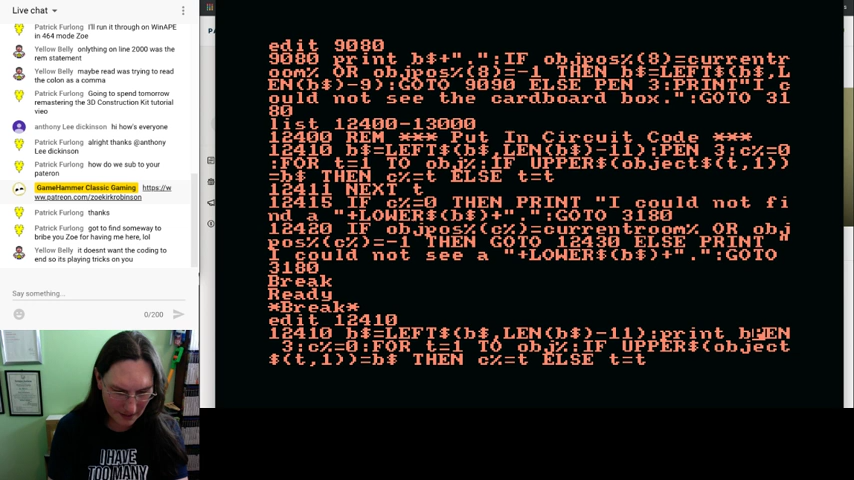 Live chat
Patrick Furlong I'll run it through on WinAPE
in 464 mode Zoe
Yellow Belly onlything on line 2000 was the
rem statement
Yellow Belly maybe read was trying to read
the colon as a comma
Patrick Furlong Going to spend tomorrow
remastering the 3D Construction Kit tutorial
vieo
anthony Lee dickinson hi how's everyone
Patrick Furlong alright thanks @anthony
Lee dickinson
Patrick Furlong how do we sub to your
pateron
GameHammer Classic Gaming https://w
ww.patreon.com/zoekirkrobinson
Patrick Furlong thanks
Patrick Furlong got to find someway to
bribe you Zoe for having me here, lol
Yellow Belly it doesnt want the coding to
end so its playing tricks on you
Say something...
0/200
I HAVE
TOO MANY
edit 9080
9080 print b$+".":IF objpos%(8)=currentr
oom% OR objpos%(8)=-1 THEN b$=LEFT$(b$,L
EN(b$)-9):GOTO 9090 ELSE PEN 3:PRINT"I c
ould not see the cardboard box.":GOTO 31
80
list 12400-13000
12400 REM *** Put In Circuit Code ***
12410 b$=LEFT$(b$,LEN(b$)-11):PEN 3:c%=0
:FOR t=1 TO obj%:IF UPPER$(object$(t,1))
=b$ THEN c%=t ELSE t=t
12411 NEXT t
12415 IF c%=0 THEN PRINT "I could not fi
nd a "+LOWER$(b$)+".":GOTO 3180
12420 IF objpos%(c%)=currentroom% OR obj
pos%(c%)=-1 THEN GOTO 12430 ELSE PRINT "
I could not see a "+LOWER$(b$)+".":GOTO
3180
Break
Ready
*Break*
edit 12410
12410 b$=LEFT$(b$,LEN(b$)-11):print bPEN
3:c%=0:FOR t=1 TO obj%:IF UPPER$(object
$(t,1))=b$ THEN c%=t ELSE t=t